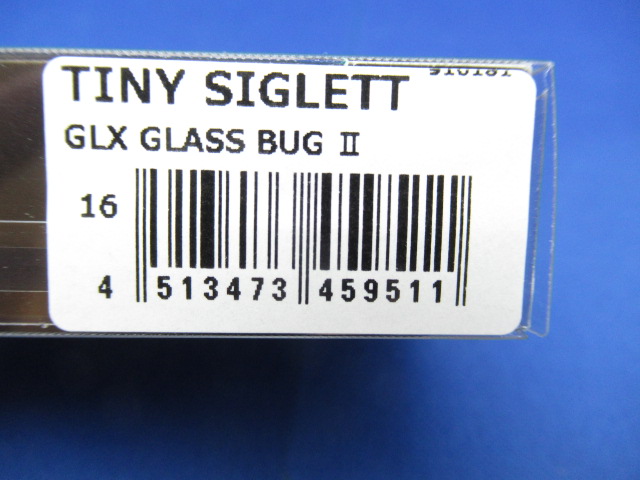 TINY SIGLETT
GLX GLASS BUG Ⅱ
16
4 513473 459511